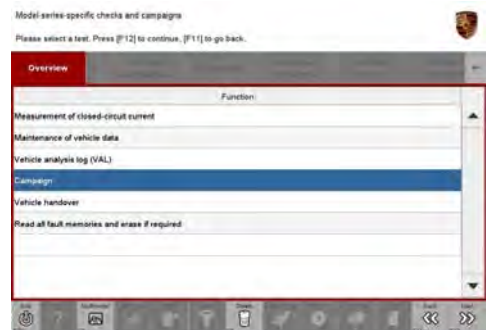 Model-series-specific checks and campaigns
Please select a test. Press [F12] to continue, [F11] to go back.
Overview
Function:
Measurement of closed-circuit current
Maintenance of vehicle data
Vehicle analysis log (VAL)
Campaign
Vehicle handover
Read all fault memories and erase if required